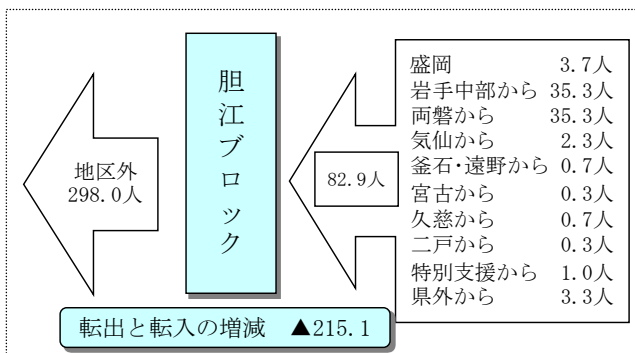 地区外
298.0人
胆江ブロック
82.9人
盛岡 3.7人
岩手中部から 35.3人
両磐から 35.3人
気仙から 2.3人
釜石・遠野から 0.7人
宮古から 0.3人
久慈から 0.7人
二戸から 0.3人
特別支援から 1.0人
県外から 3.3人
転出と転入の増減 ▲215.1